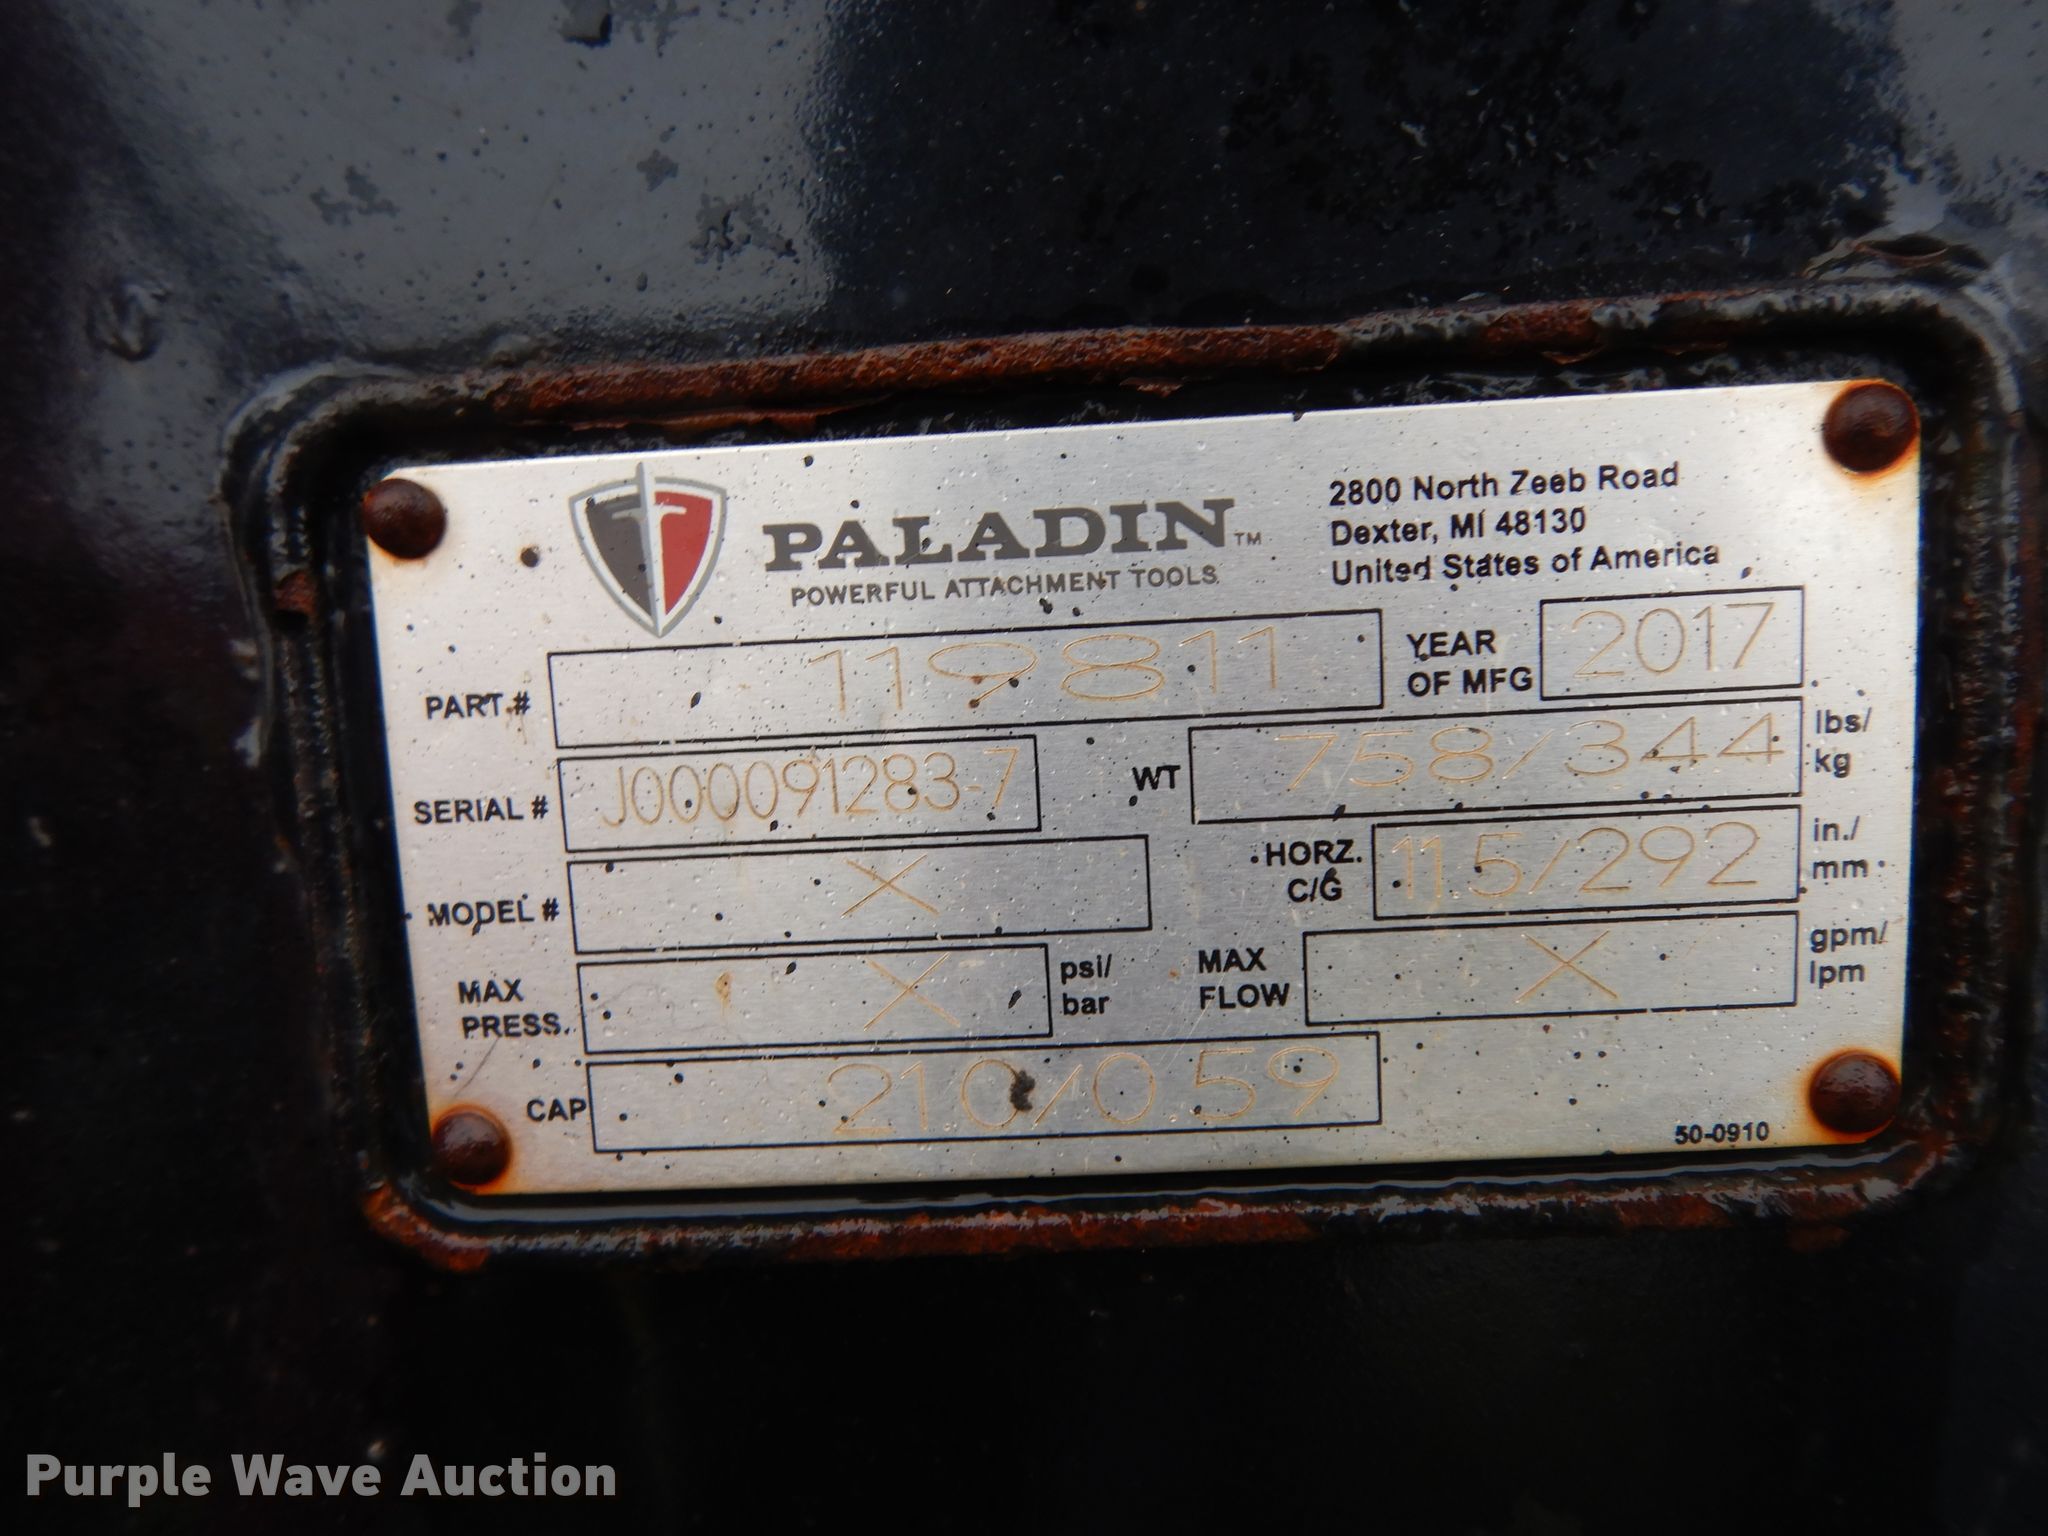 PALADIN™
POWERFUL ATTACHMENT TOOLS
2800 North Zeeb Road
Dexter, MI 48130
United States of America
PART # 119811
YEAR OF MFG 2017
SERIAL # J000091283-7
WT 758/344 lbs/kg
MODEL # X
HORZ. C/G 11.5/292 in./mm
MAX PRESS. X psi/bar
MAX FLOW X gpm/lpm
CAP 21.0/0.59
50-0910
Purple Wave Auction